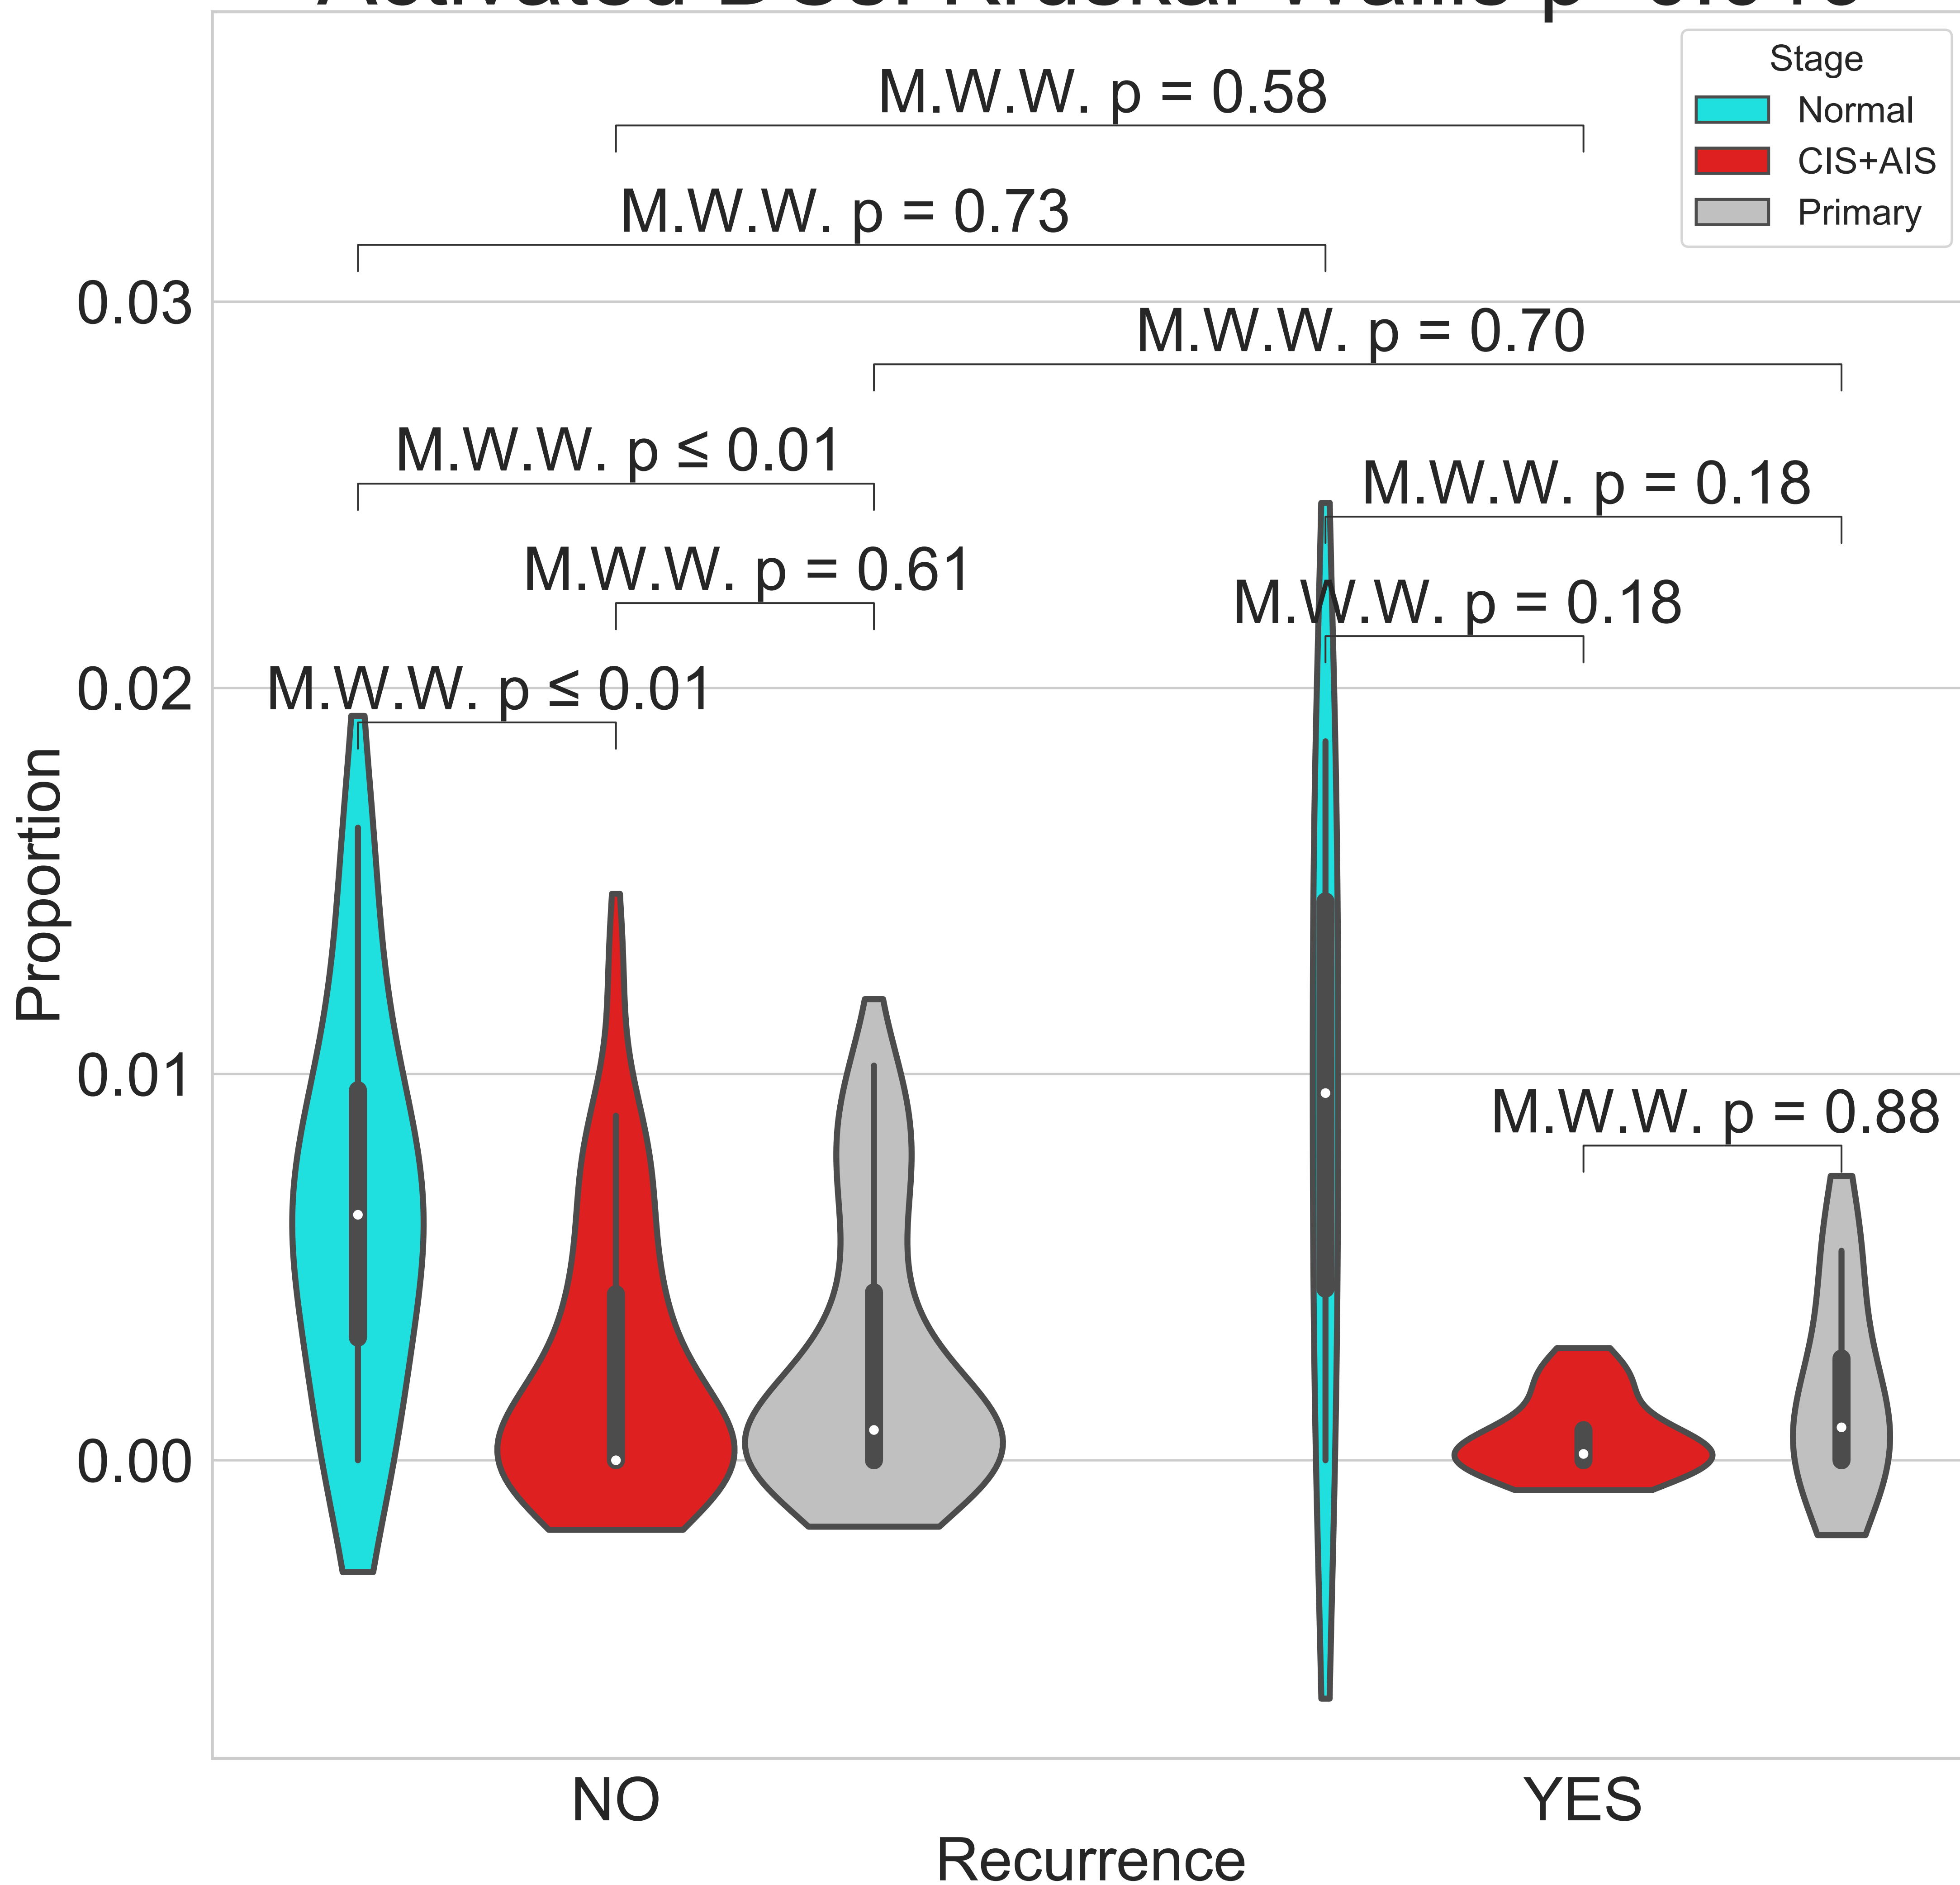 Stage
Normal
CIS+AIS
Primary
M.W.W. p = 0.58
M.W.W. p = 0.73
M.W.W. p = 0.70
M.W.W. p ≤ 0.01
M.W.W. p = 0.18
M.W.W. p = 0.61
M.W.W. p = 0.18
M.W.W. p ≤ 0.01
M.W.W. p = 0.88
0.03
0.02
0.01
0.00
Proportion
NO
YES
Recurrence